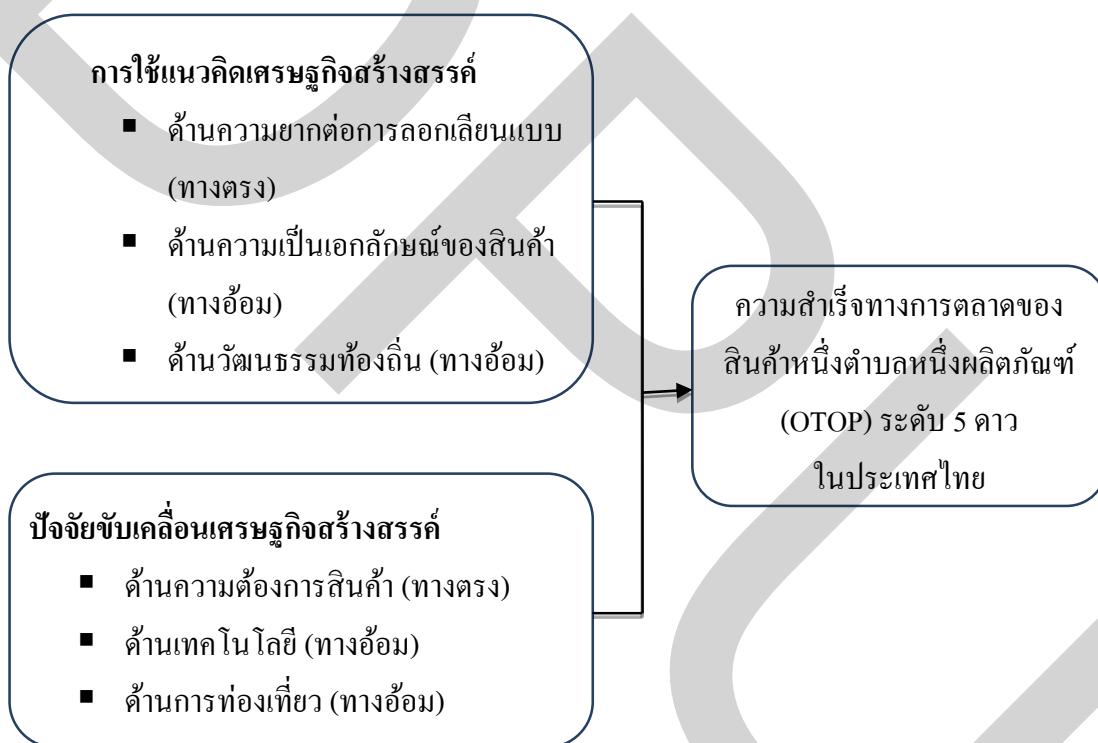 การใช้แนวคิดเศรษฐกิจสร้างสรรค์
▪ ด้านความยากต่อการลอกเลียนแบบ
(ทางตรง)
▪ ด้านความเป็นเอกลักษณ์ของสินค้า
(ทางอ้อม)
▪ ด้านวัฒนธรรมท้องถิ่น (ทางอ้อม)
ปัจจัยขับเคลื่อนเศรษฐกิจสร้างสรรค์
▪ ด้านความต้องการสินค้า (ทางตรง)
▪ ด้านเทคโนโลยี (ทางอ้อม)
▪ ด้านการท่องเที่ยว (ทางอ้อม)
ความสำเร็จทางการตลาดของ
สินค้าหนึ่งตำบลหนึ่งผลิตภัณฑ์
(OTOP) ระดับ 5 ดาว
ในประเทศไทย